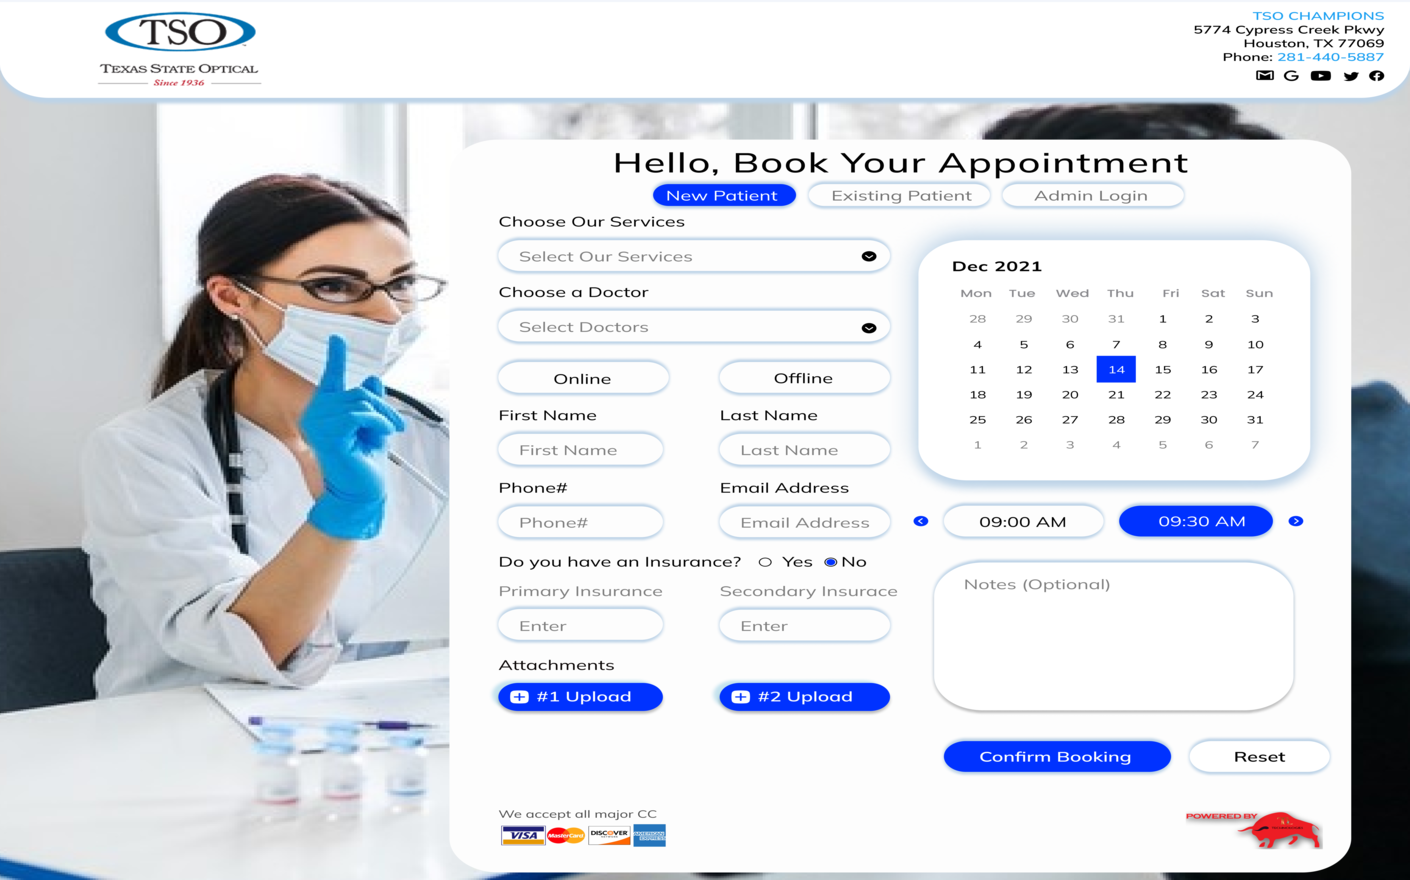 TSO
TEXAS STATE OPTICAL
Since 1936
TSO CHAMPIONS
5774 Cypress Creek Pkwy
Houston, TX 77069
Phone: 281-440-5887
Hello, Book Your Appointment
New Patient Existing Patient Admin Login
Choose Our Services
Select Our Services
Choose a Doctor
Select Doctors
Online Offline
First Name Last Name
First Name Last Name
Phone# Email Address
Phone# Email Address
Do you have an Insurance? Yes No
Primary Insurance Secondary Insurace
Enter Enter
Attachments
#1 Upload #2 Upload
Dec 2021
Mon Tue Wed Thu Fri Sat Sun
28 29 30 31 1 2 3
4 5 6 7 8 9 10
11 12 13 14 15 16 17
18 19 20 21 22 23 24
25 26 27 28 29 30 31
1 2 3 4 5 6 7
09:00 AM 09:30 AM
Notes (Optional)
Confirm Booking Reset
We accept all major CC
VISA MasterCard DISCOVER AMERICAN EXPRESS
POWERED BY